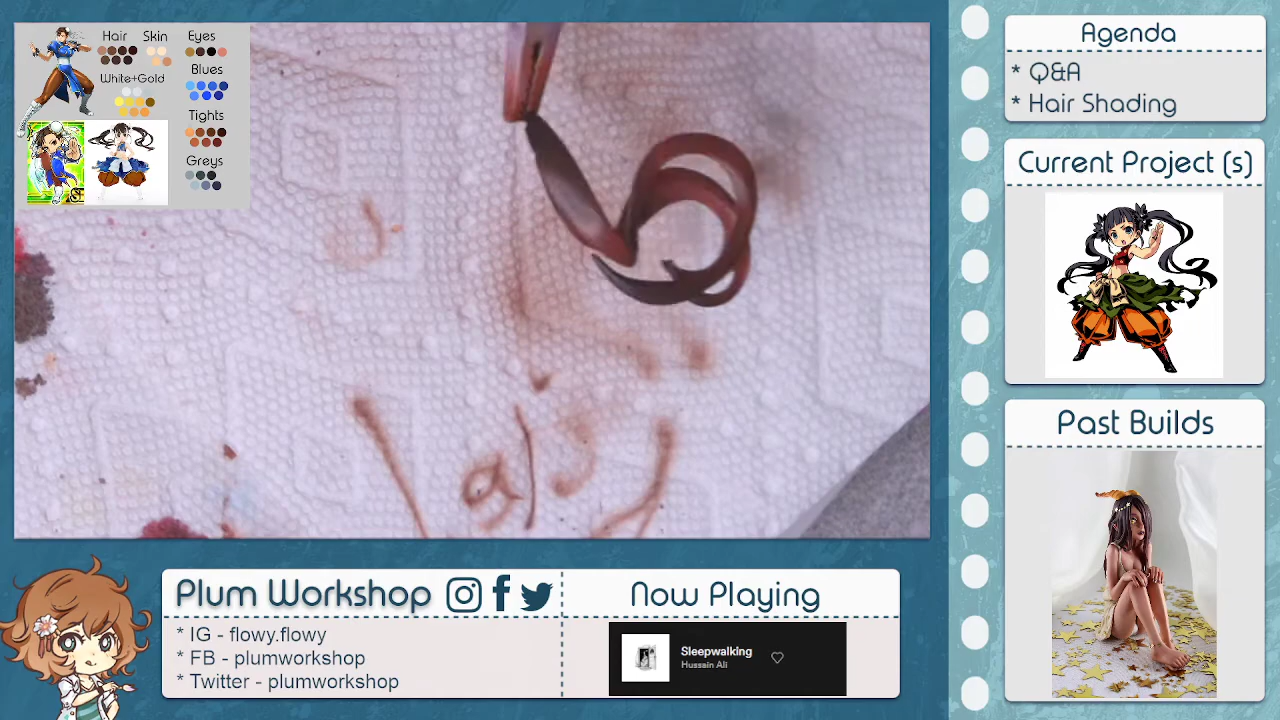 Hair Skin Eyes
White+Gold
Blues
Tights
Greys
Agenda
* Q&A
* Hair Shading
Current Project (s)
Past Builds
Plum Workshop
* IG - flowy.flowy
* FB - plumworkshop
* Twitter - plumworkshop
Now Playing
Sleepwalking
Hussain Ali